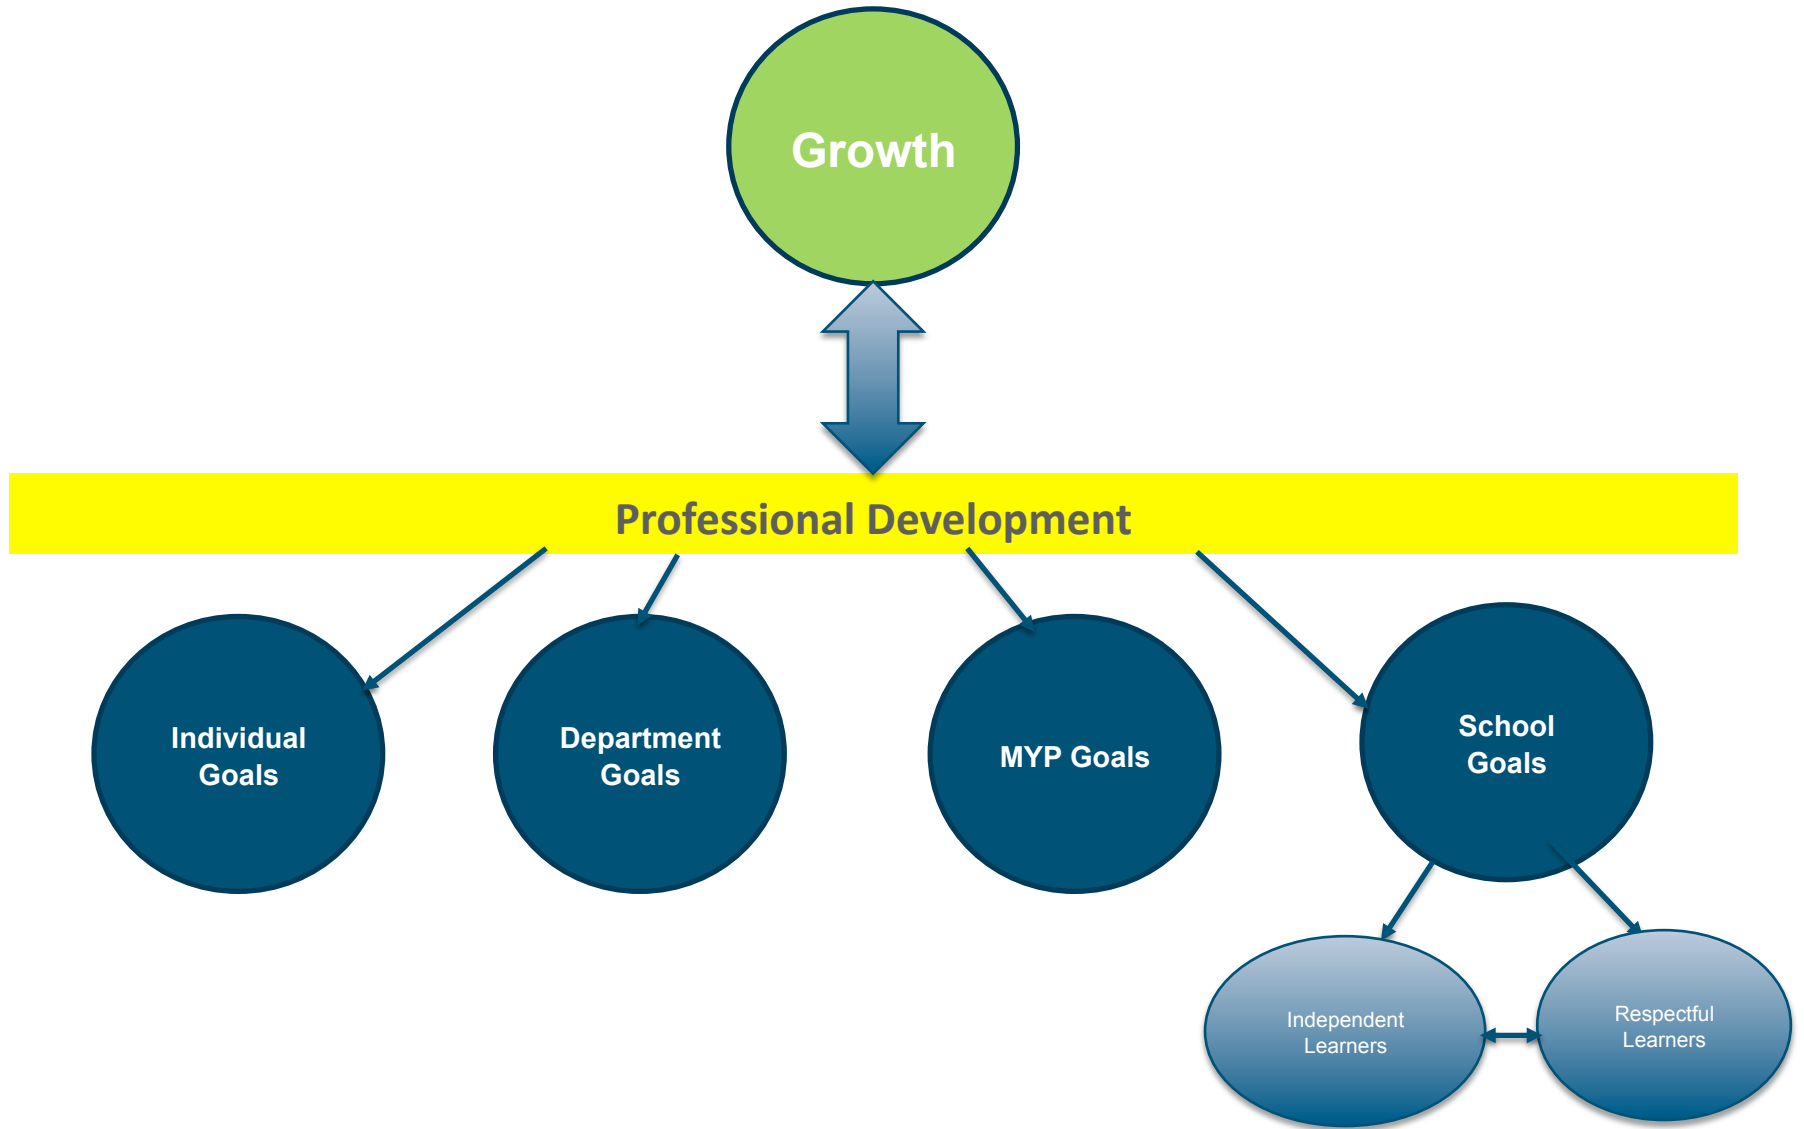 Growth
Professional Development
Individual
Goals
Department
Goals
MYP Goals
School
Goals
Independent
Learners
Respectful
Learners